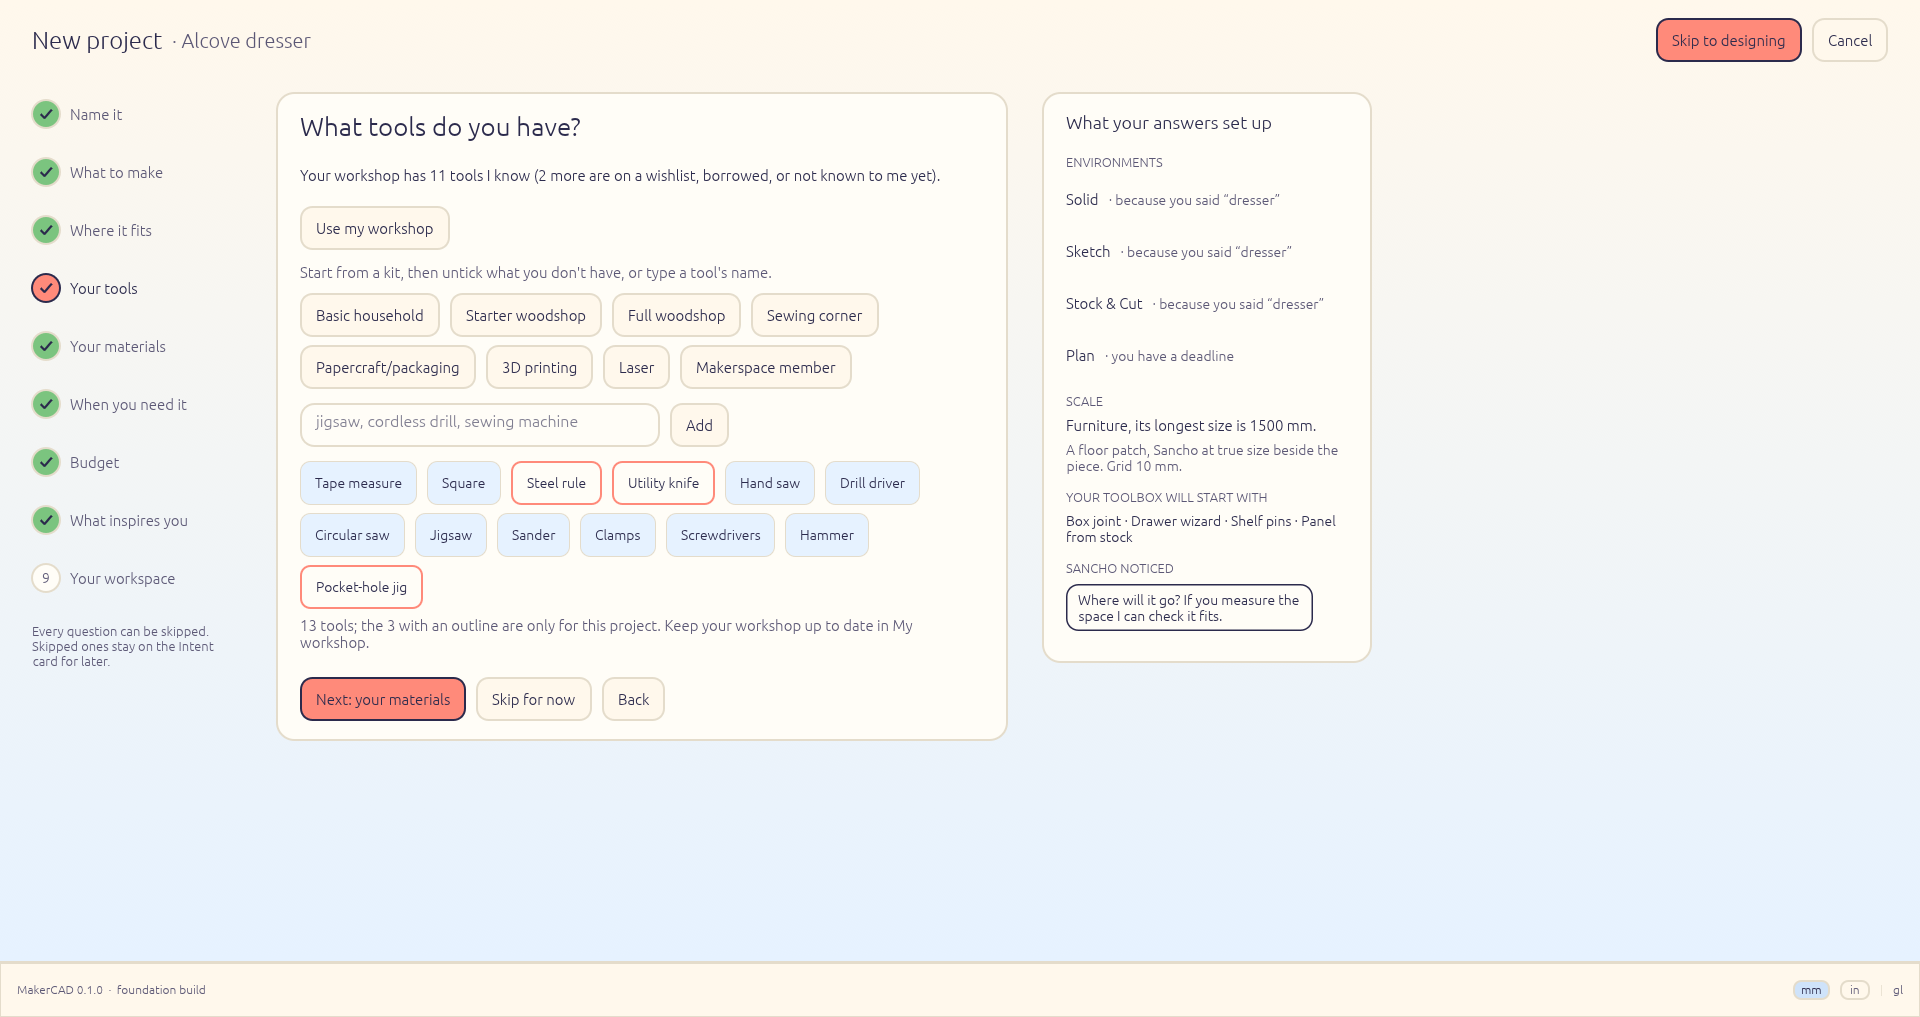 New project · Alcove dresser
Skip to designing
Cancel
Name it
What to make
Where it fits
Your tools
Your materials
When you need it
Budget
What inspires you
9 Your workspace
Every question can be skipped.
Skipped ones stay on the Intent
card for later.
What tools do you have?
Your workshop has 11 tools I know (2 more are on a wishlist, borrowed, or not known to me yet).
Use my workshop
Start from a kit, then untick what you don't have, or type a tool's name.
Basic household
Starter woodshop
Full woodshop
Sewing corner
Papercraft/packaging
3D printing
Laser
Makerspace member
jigsaw, cordless drill, sewing machine
Add
Tape measure
Square
Steel rule
Utility knife
Hand saw
Drill driver
Circular saw
Jigsaw
Sander
Clamps
Screwdrivers
Hammer
Pocket-hole jig
13 tools; the 3 with an outline are only for this project. Keep your workshop up to date in My
workshop.
Next: your materials
Skip for now
Back
What your answers set up
ENVIRONMENTS
Solid · because you said “dresser”
Sketch · because you said “dresser”
Stock & Cut · because you said “dresser”
Plan · you have a deadline
SCALE
Furniture, its longest size is 1500 mm.
A floor patch, Sancho at true size beside the
piece. Grid 10 mm.
YOUR TOOLBOX WILL START WITH
Box joint · Drawer wizard · Shelf pins · Panel
from stock
SANCHO NOTICED
Where will it go? If you measure the
space I can check it fits.
MakerCAD 0.1.0 · foundation build
mm
in
gl